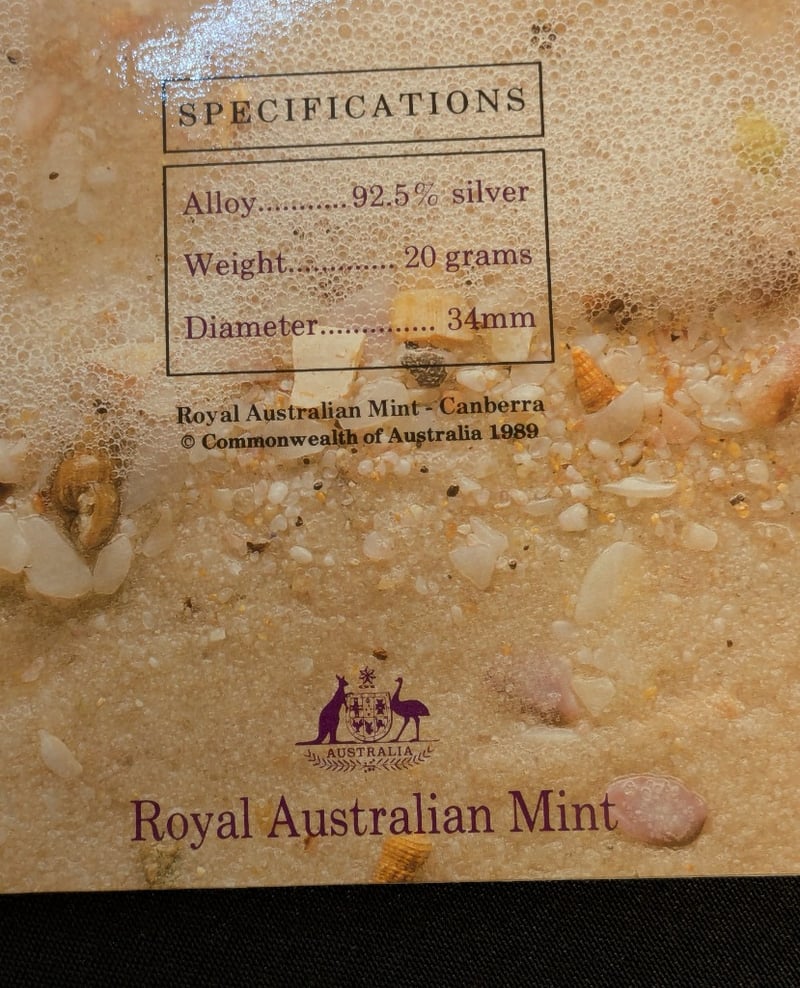 SPECIFICATIONS
Alloy...........92.5% silver
Weight............. 20 grams
Diameter.............. 34mm
Royal Australian Mint - Canberra
© Commonwealth of Australia 1989
AUSTRALIA
Royal Australian Mint